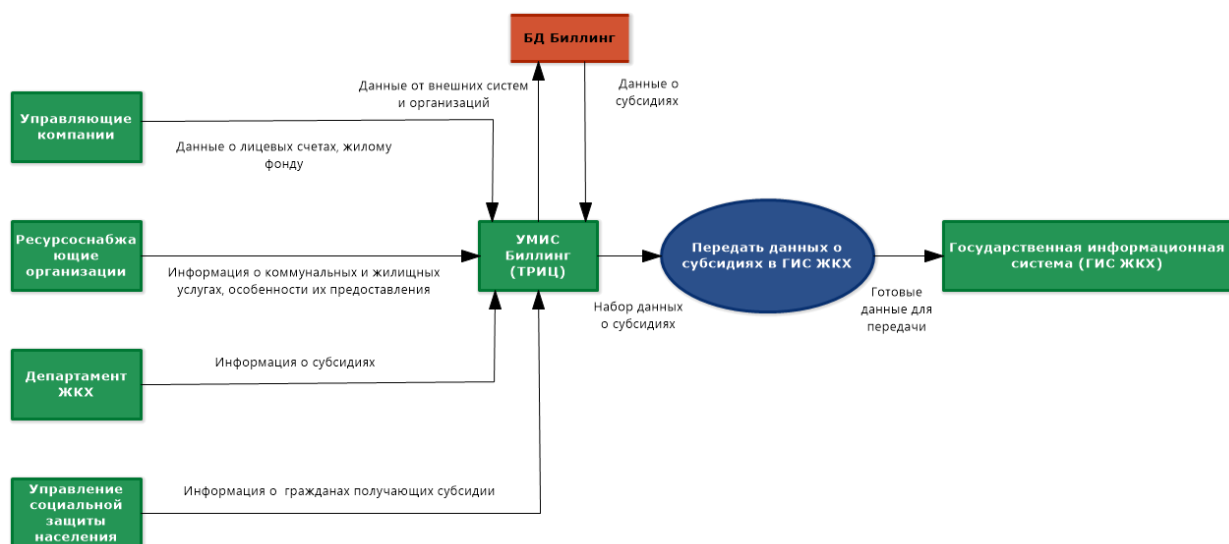 БД Биллинг
Данные от внешних систем
и организаций
Данные о
субсидиях
Управляющие
компании
Данные о лицевых счетах, жилому
фонду
Ресурсоснабжа
ющие
организации
Информация о коммунальных и жилищных
услугах, особенности их предоставления
УМИС
Биллинг
(ТРИЦ)
Передать данных о
субсидиях в ГИС ЖКХ
Государственная информационная
система (ГИС ЖКХ)
Набор данных
о субсидиях
Готовые
данные для
передачи
Департамент
ЖКХ
Информация о субсидиях
Управление
социальной
защиты
населения
Информация о  гражданах получающих субсидии